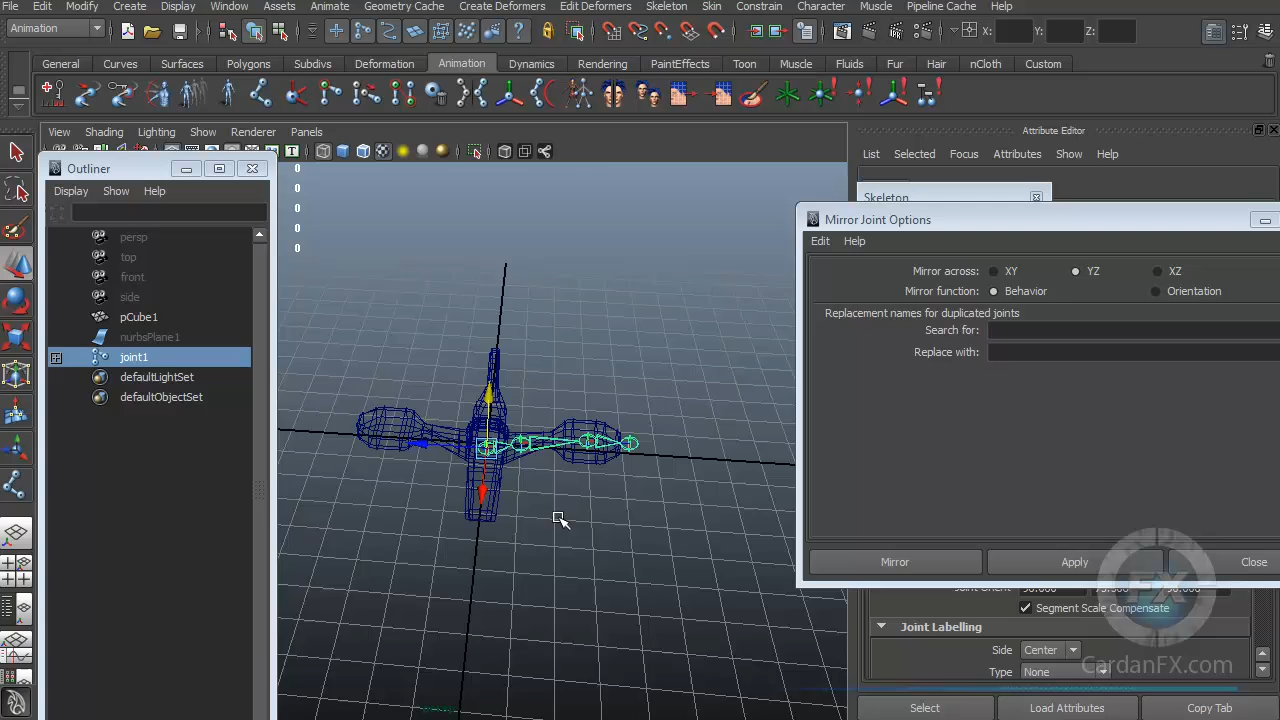 File Edit Modify Create Display Window Assets Animate Geometry Cache Create Deformers Edit Deformers Skeleton Skin Constrain Character Muscle Pipeline Cache Help
Animation X: Y: Z:
General Curves Surfaces Polygons Subdivs Deformation Animation Dynamics Rendering PaintEffects Toon Muscle Fluids Fur Hair nCloth Custom
View Shading Lighting Show Renderer Panels
Attribute Editor
List Selected Focus Attributes Show Help
Outliner
Display Show Help
persp
top
front
side
pCube1
nurbsPlane1
joint1
defaultLightSet
defaultObjectSet
0
0
0
0
0
Skeleton
Mirror Joint Options
Edit Help
Mirror across: XY YZ XZ
Mirror function: Behavior Orientation
Replacement names for duplicated joints
Search for:
Replace with:
Mirror Apply Close
Segment Scale Compensate
Joint Labelling
Side Center
Type None
Select Load Attributes Copy Tab
FX
CardanFX.com